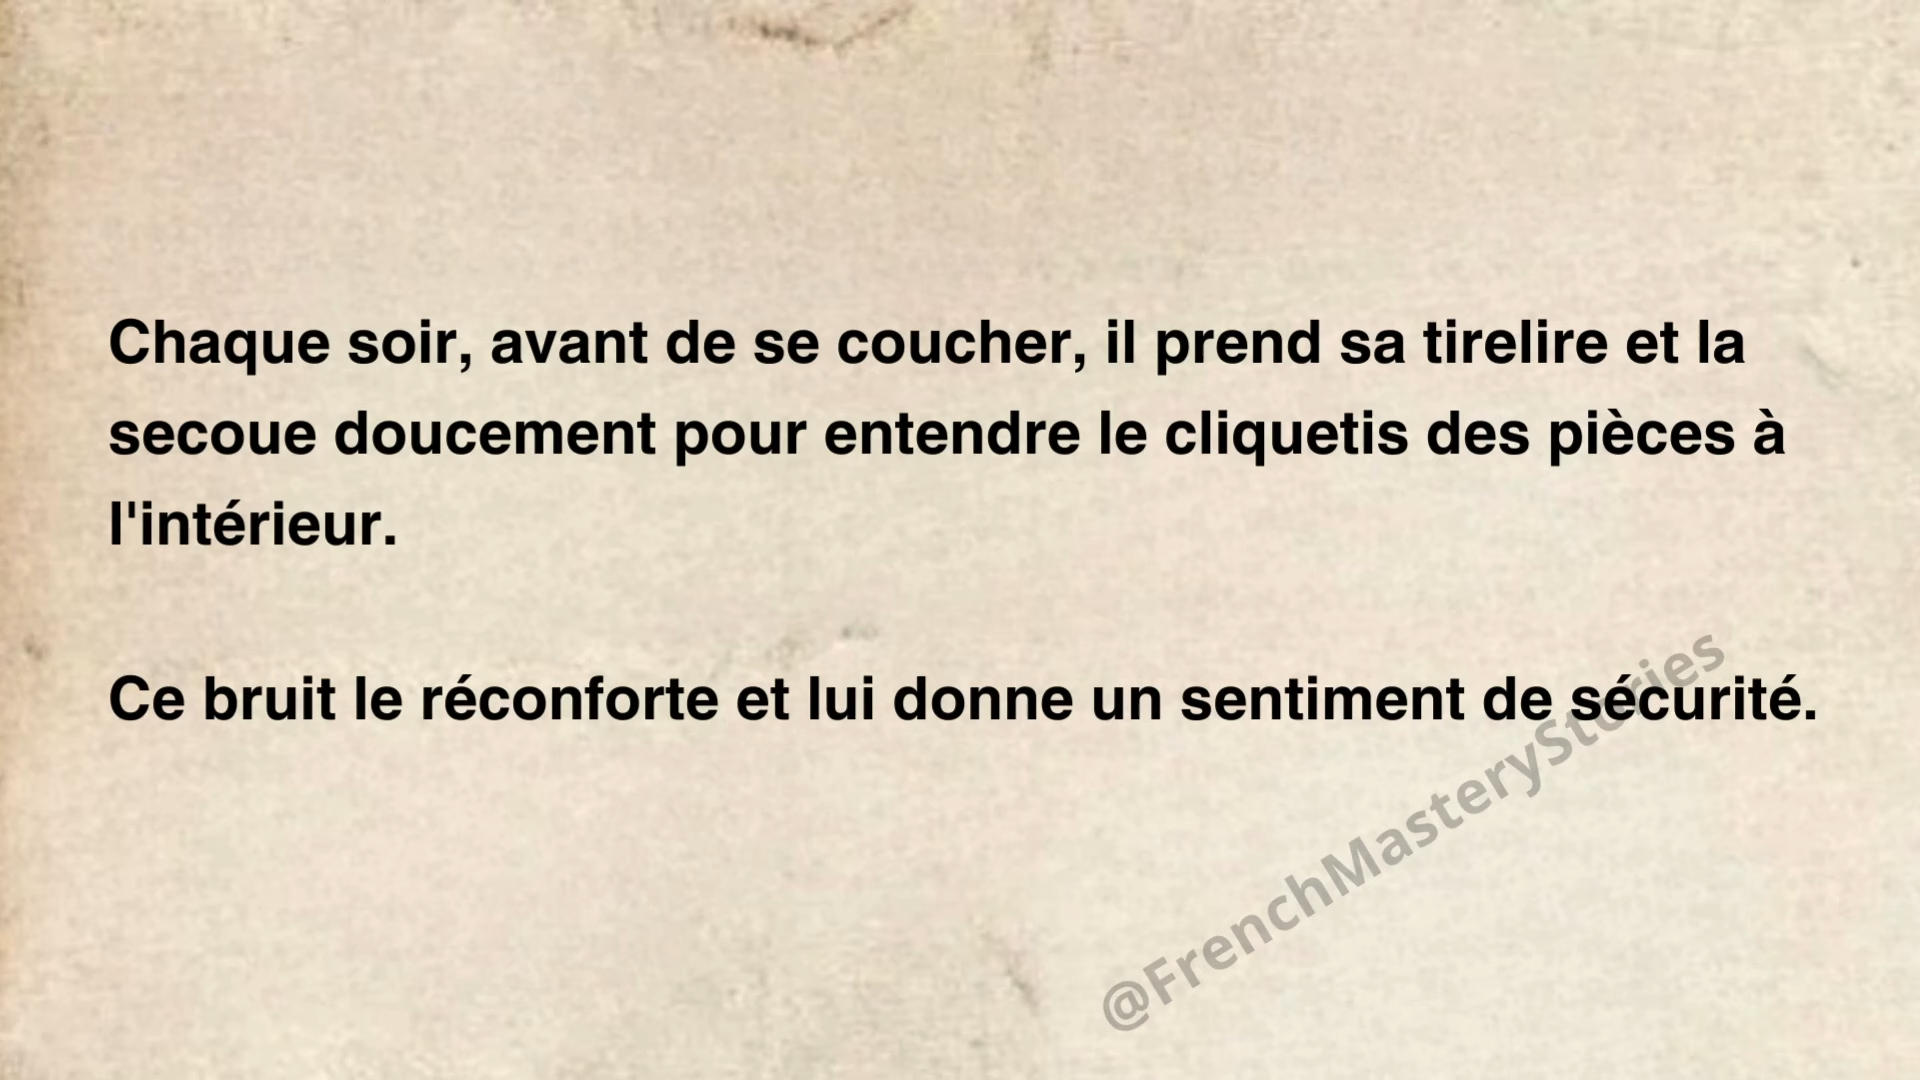 Chaque soir, avant de se coucher, il prend sa tirelire et la
secoue doucement pour entendre le cliquetis des pièces à
l'intérieur.
Ce bruit le réconforte et lui donne un sentiment de sécurité.
@FrenchMasteryStories